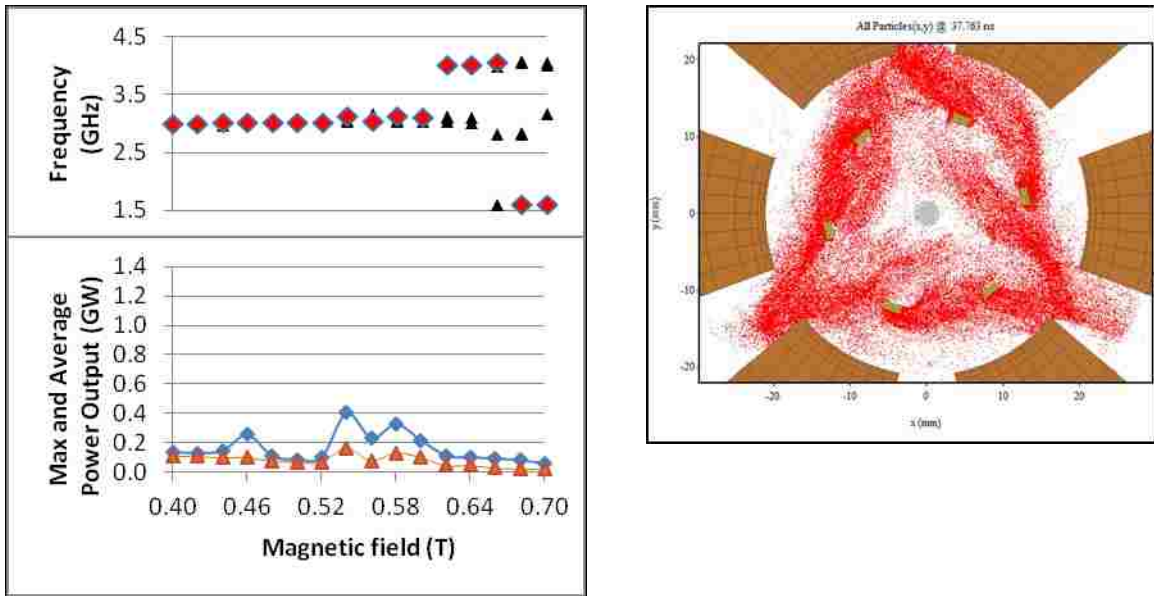 4.5
3.5
2.5
1.5
Frequency
(GHz)
1.4
1.2
1.0
0.8
0.6
0.4
0.2
0.0
Max and Average
Power Output (GW)
0.40 0.46 0.52 0.58 0.64 0.70
Magnetic field (T)
All Particles(x,y) @ 37.763 ns
20
10
0
-10
-20
y (mm)
-20 -10 0 10 20
x (mm)